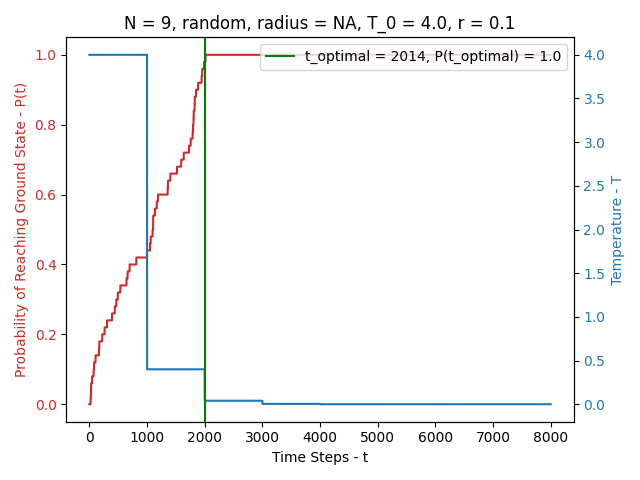 N = 9, random, radius = NA, T_0 = 4.0, r = 0.1
t_optimal = 2014, P(t_optimal) = 1.0
Probability of Reaching Ground State - P(t)
1.0
0.8
0.6
0.4
0.2
0.0
4.0
3.5
3.0
2.5
2.0
1.5
1.0
0.5
0.0
Temperature - T
0 1000 2000 3000 4000 5000 6000 7000 8000
Time Steps - t